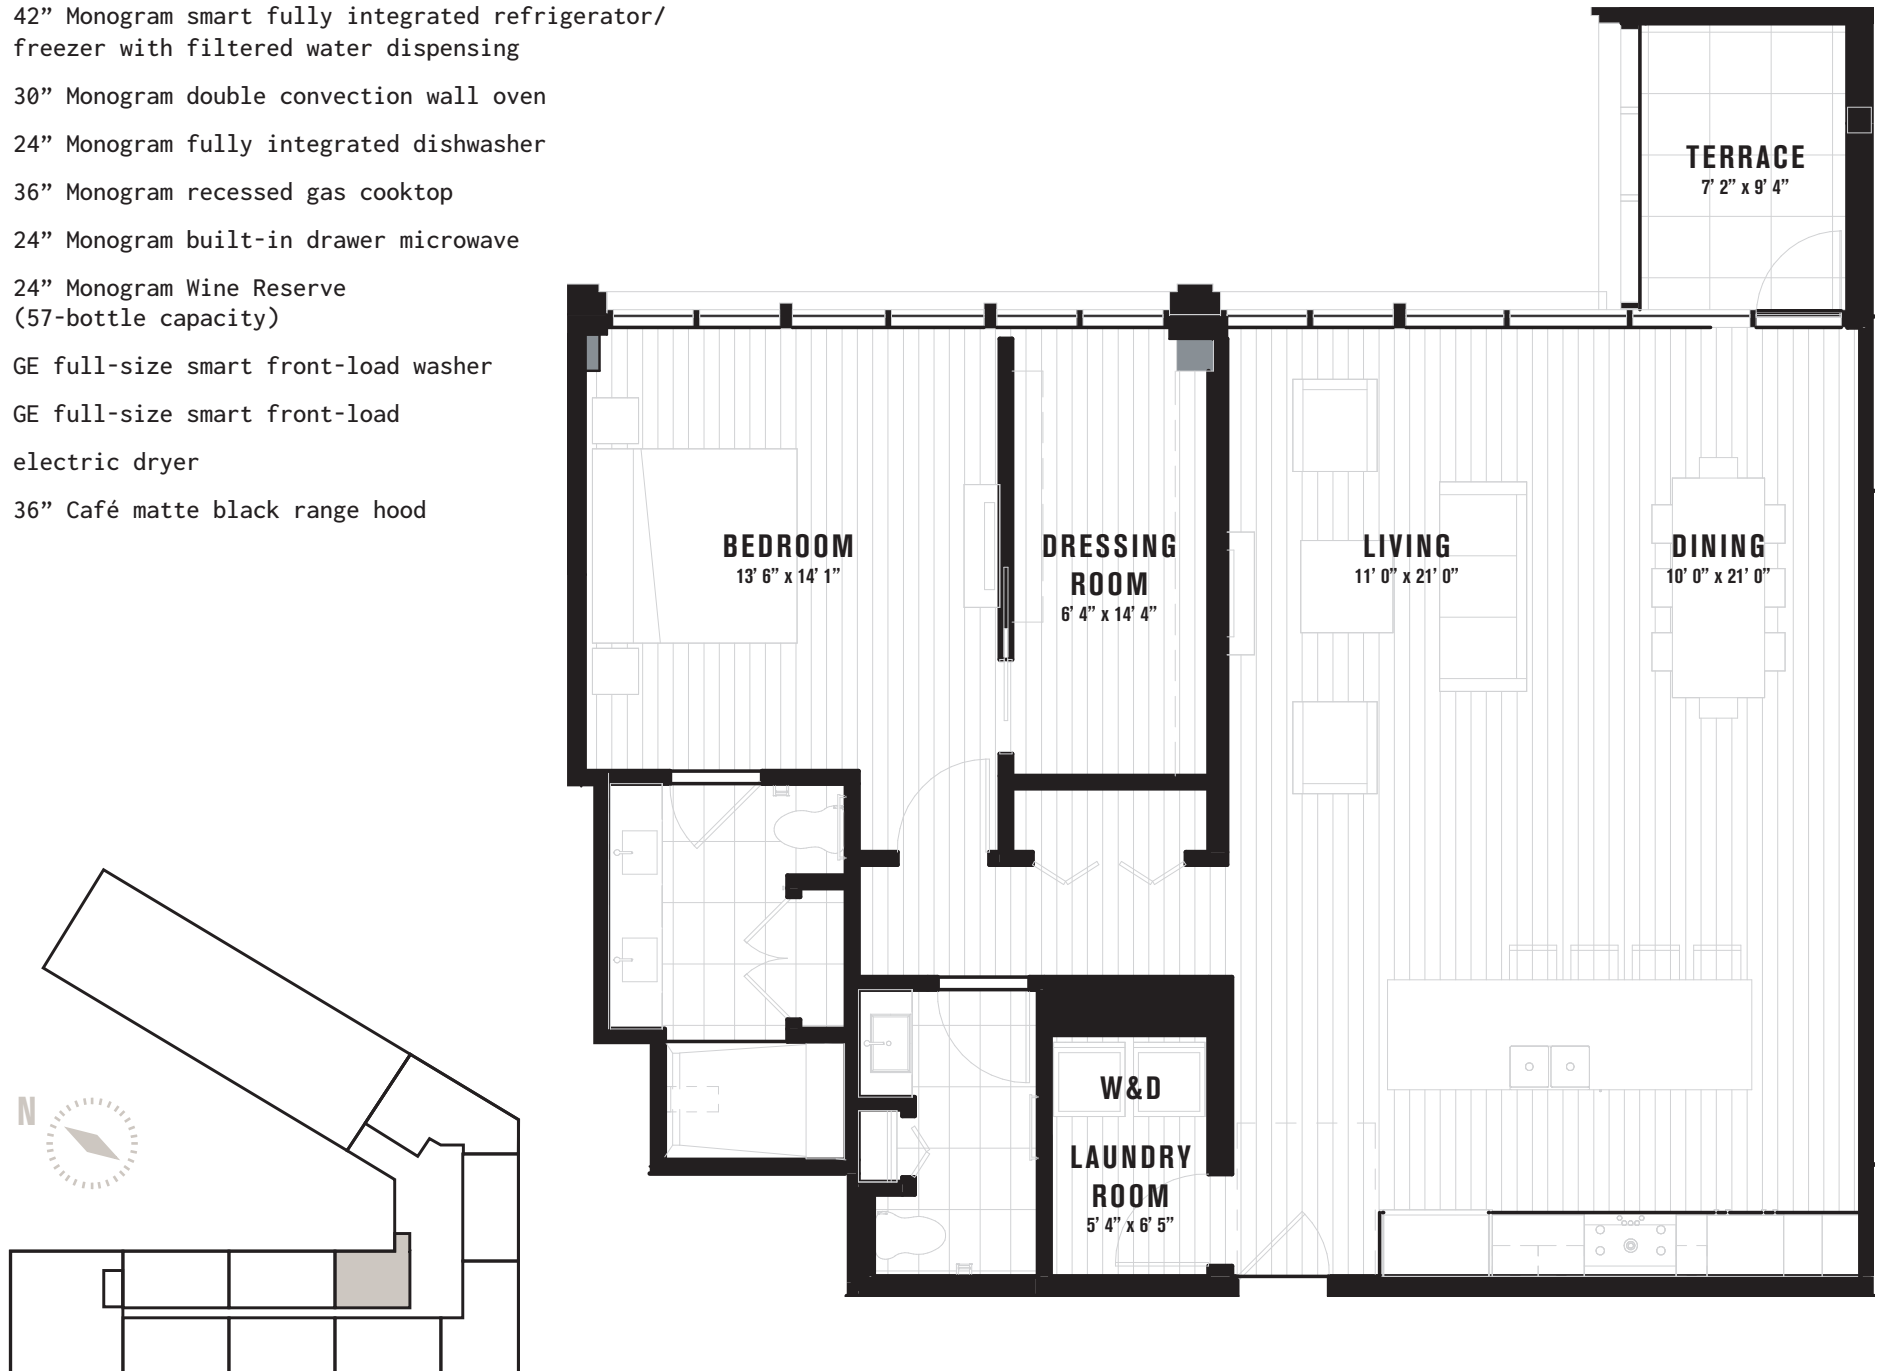 42” Monogram smart fully integrated refrigerator/
freezer with filtered water dispensing
30” Monogram double convection wall oven
24” Monogram fully integrated dishwasher
36” Monogram recessed gas cooktop
24” Monogram built-in drawer microwave
24” Monogram Wine Reserve
(57-bottle capacity)
GE full-size smart front-load washer
GE full-size smart front-load
electric dryer
36” Café matte black range hood
TERRACE
7’ 2” x 9’ 4”
BEDROOM
13’ 6” x 14’ 1”
DRESSING
ROOM
6’ 4” x 14’ 4”
LIVING
11’ 0” x 21’ 0”
DINING
10’ 0” x 21’ 0”
W&D
LAUNDRY
ROOM
5’ 4” x 6’ 5”
N